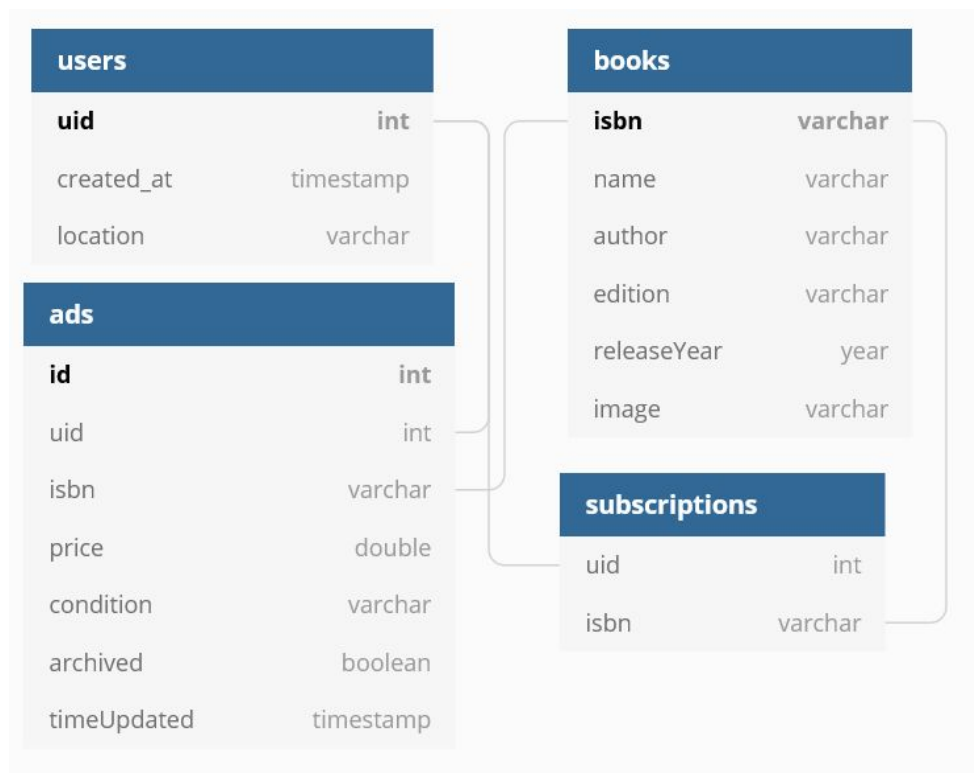 users
uid int
created_at timestamp
location varchar
ads
id int
uid int
isbn varchar
price double
condition varchar
archived boolean
timeUpdated timestamp
books
isbn varchar
name varchar
author varchar
edition varchar
releaseYear year
image varchar
subscriptions
uid int
isbn varchar